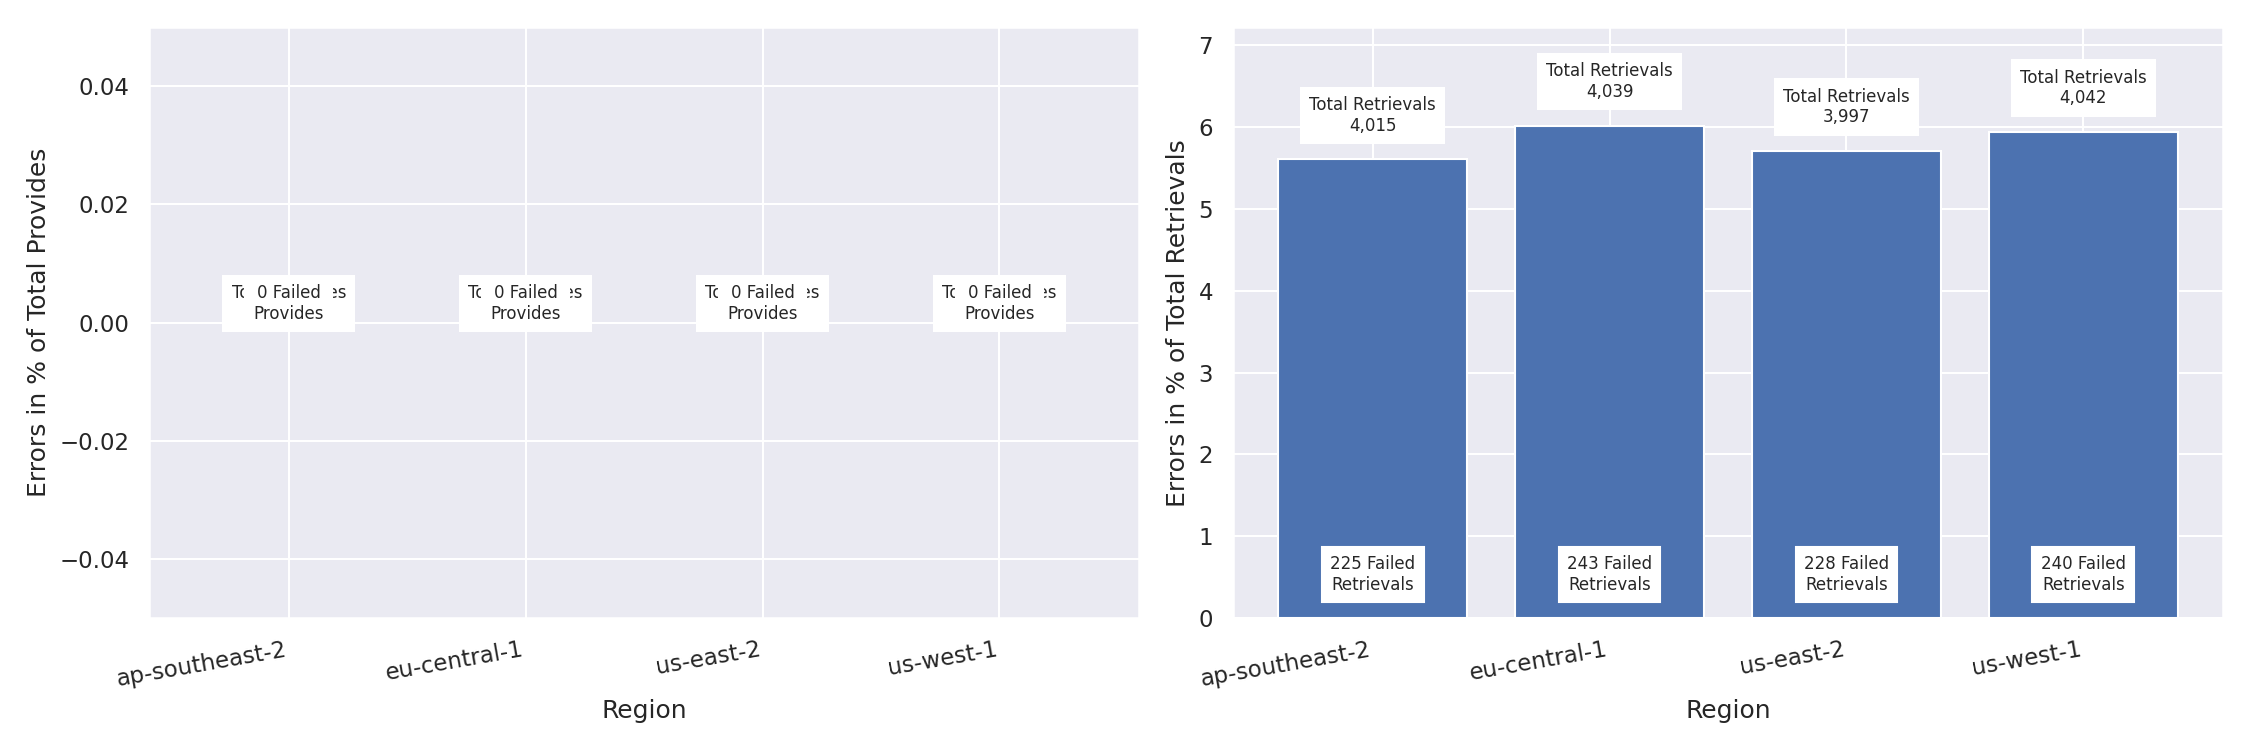 Errors in % of Total Provides
0.04
0.02
0.00
−0.02
−0.04
0 Failed
Provides
0 Failed
Provides
0 Failed
Provides
0 Failed
Provides
ap-southeast-2
eu-central-1
us-east-2
us-west-1
Region
Errors in % of Total Retrievals
7
6
5
4
3
2
1
0
Total Retrievals
4,015
Total Retrievals
4,039
Total Retrievals
3,997
Total Retrievals
4,042
225 Failed
Retrievals
243 Failed
Retrievals
228 Failed
Retrievals
240 Failed
Retrievals
ap-southeast-2
eu-central-1
us-east-2
us-west-1
Region